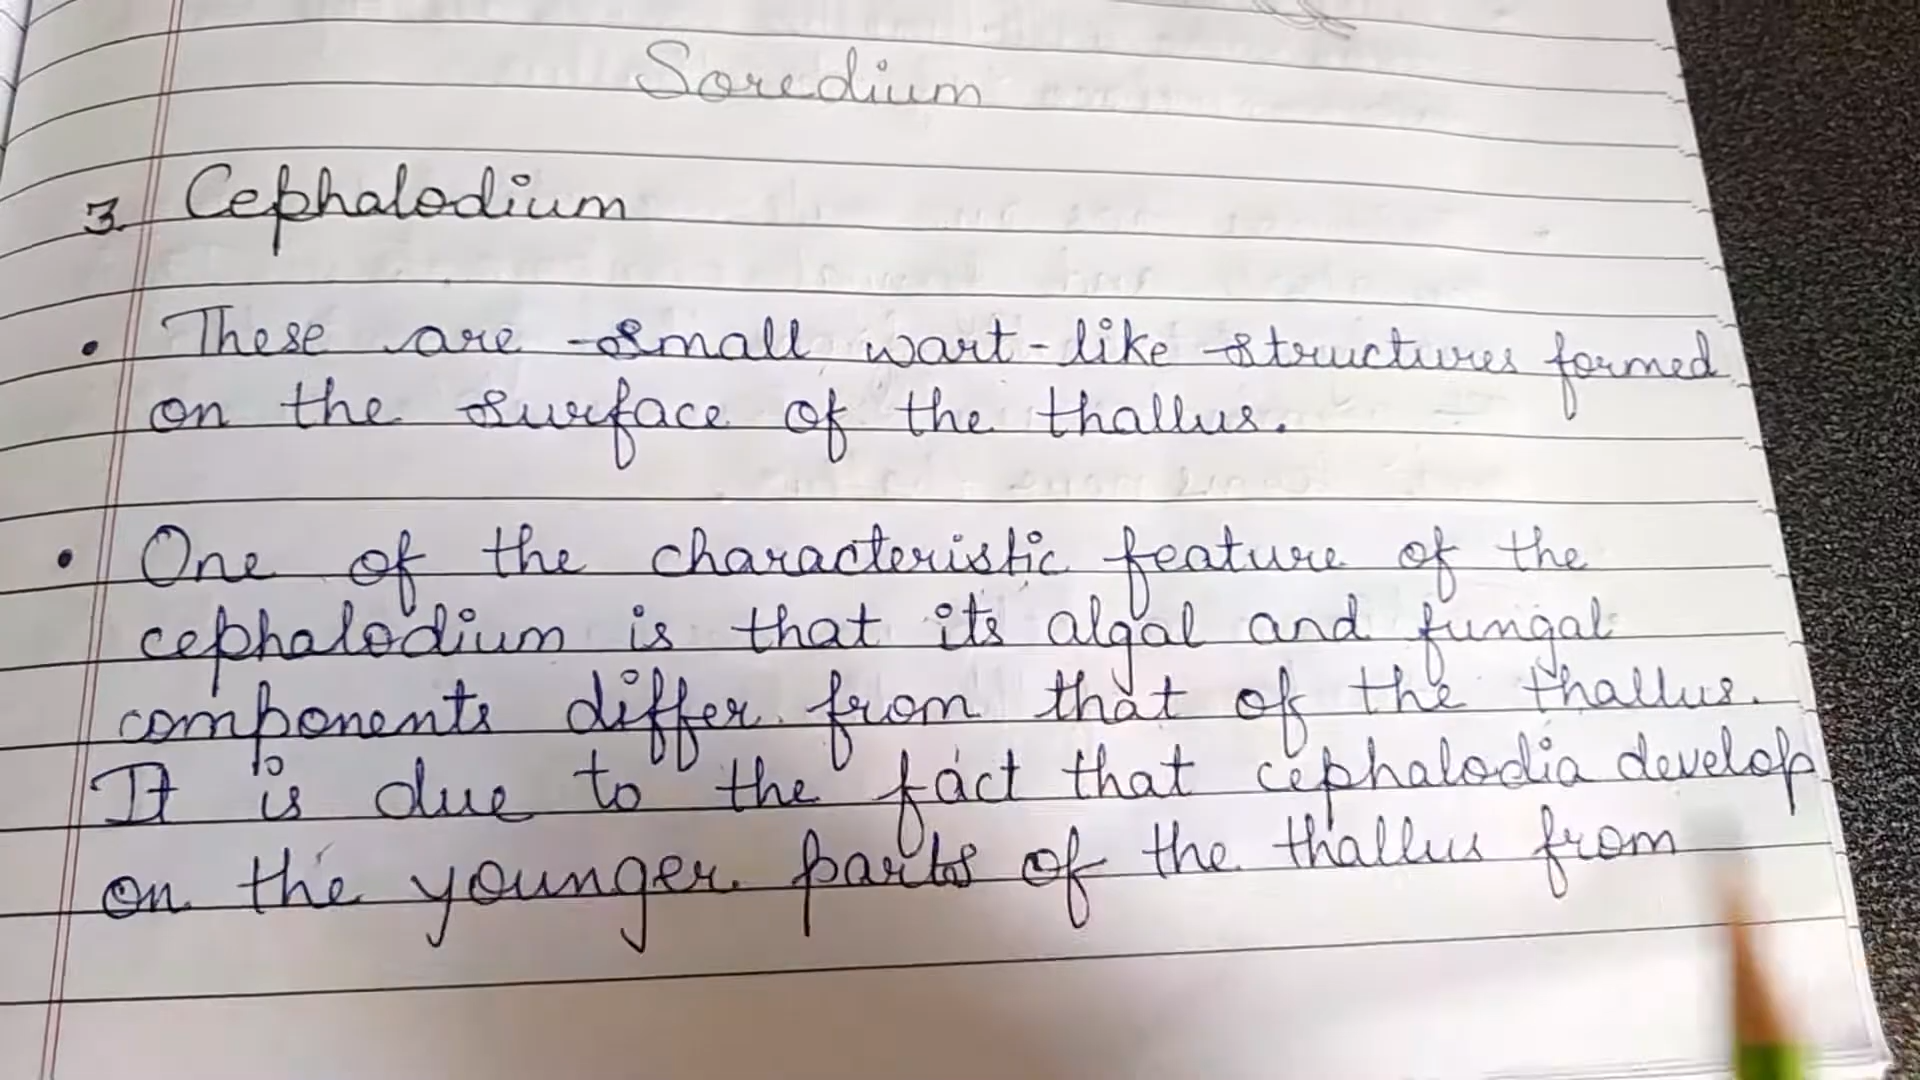 Soredium
3. Cephalodium
• These are small wart-like structures formed
on the surface of the thallus.
• One of the characteristic feature of the
cephalodium is that its algal and fungal
components differ from that of the thallus.
It is due to the fact that cephalodia develop
on the younger parts of the thallus from